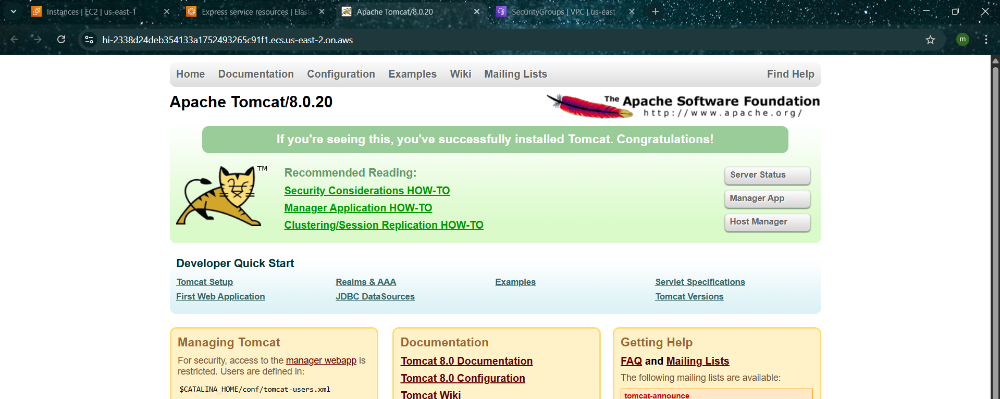 Instances | EC2 | us-east-1
Express service resources | Elast
Apache Tomcat/8.0.20
SecurityGroups | VPC | us-east-
hi-2338d24deb354133a1752493265c91f1.ecs.us-east-2.on.aws
m
Home Documentation Configuration Examples Wiki Mailing Lists Find Help
Apache Tomcat/8.0.20
The Apache Software Foundation
http://www.apache.org/
If you're seeing this, you've successfully installed Tomcat. Congratulations!
TM
Recommended Reading:
Security Considerations HOW-TO
Manager Application HOW-TO
Clustering/Session Replication HOW-TO
Server Status
Manager App
Host Manager
Developer Quick Start
Tomcat Setup Realms & AAA Examples Servlet Specifications
First Web Application JDBC DataSources Tomcat Versions
Managing Tomcat
For security, access to the manager webapp is
restricted. Users are defined in:
$CATALINA_HOME/conf/tomcat-users.xml
Documentation
Tomcat 8.0 Documentation
Tomcat 8.0 Configuration
Tomcat Wiki
Getting Help
FAQ and Mailing Lists
The following mailing lists are available:
tomcat-announce